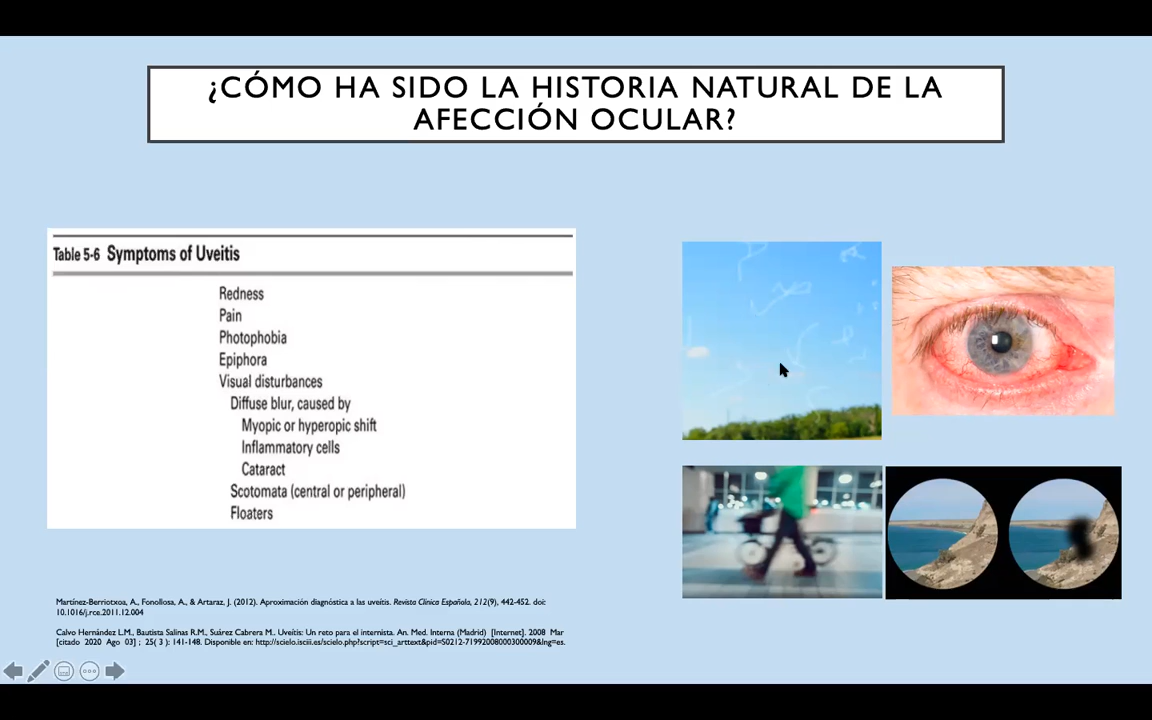 ¿CÓMO HA SIDO LA HISTORIA NATURAL DE LA
AFECCIÓN OCULAR?
Table 5-6 Symptoms of Uveitis
Redness
Pain
Photophobia
Epiphora
Visual disturbances
Diffuse blur, caused by
Myopic or hyperopic shift
Inflammatory cells
Cataract
Scotomata (central or peripheral)
Floaters
Martínez-Berriotxoa, A., Fonollosa, A., & Artaraz, J. (2012). Aproximación diagnóstica a las uveítis. Revista Clínica Española, 212(9), 442-452. doi:
10.1016/j.rce.2011.12.004
Calvo Hernández L.M., Bautista Salinas R.M., Suárez Cabrera M.. Uveítis: Un reto para el internista. An. Med. Interna (Madrid) [Internet]. 2008 Mar
[citado 2020 Ago 03] ; 25( 3 ): 141-148. Disponible en: http://scielo.isciii.es/scielo.php?script=sci_arttext&pid=S0212-71992008000300009&lng=es.